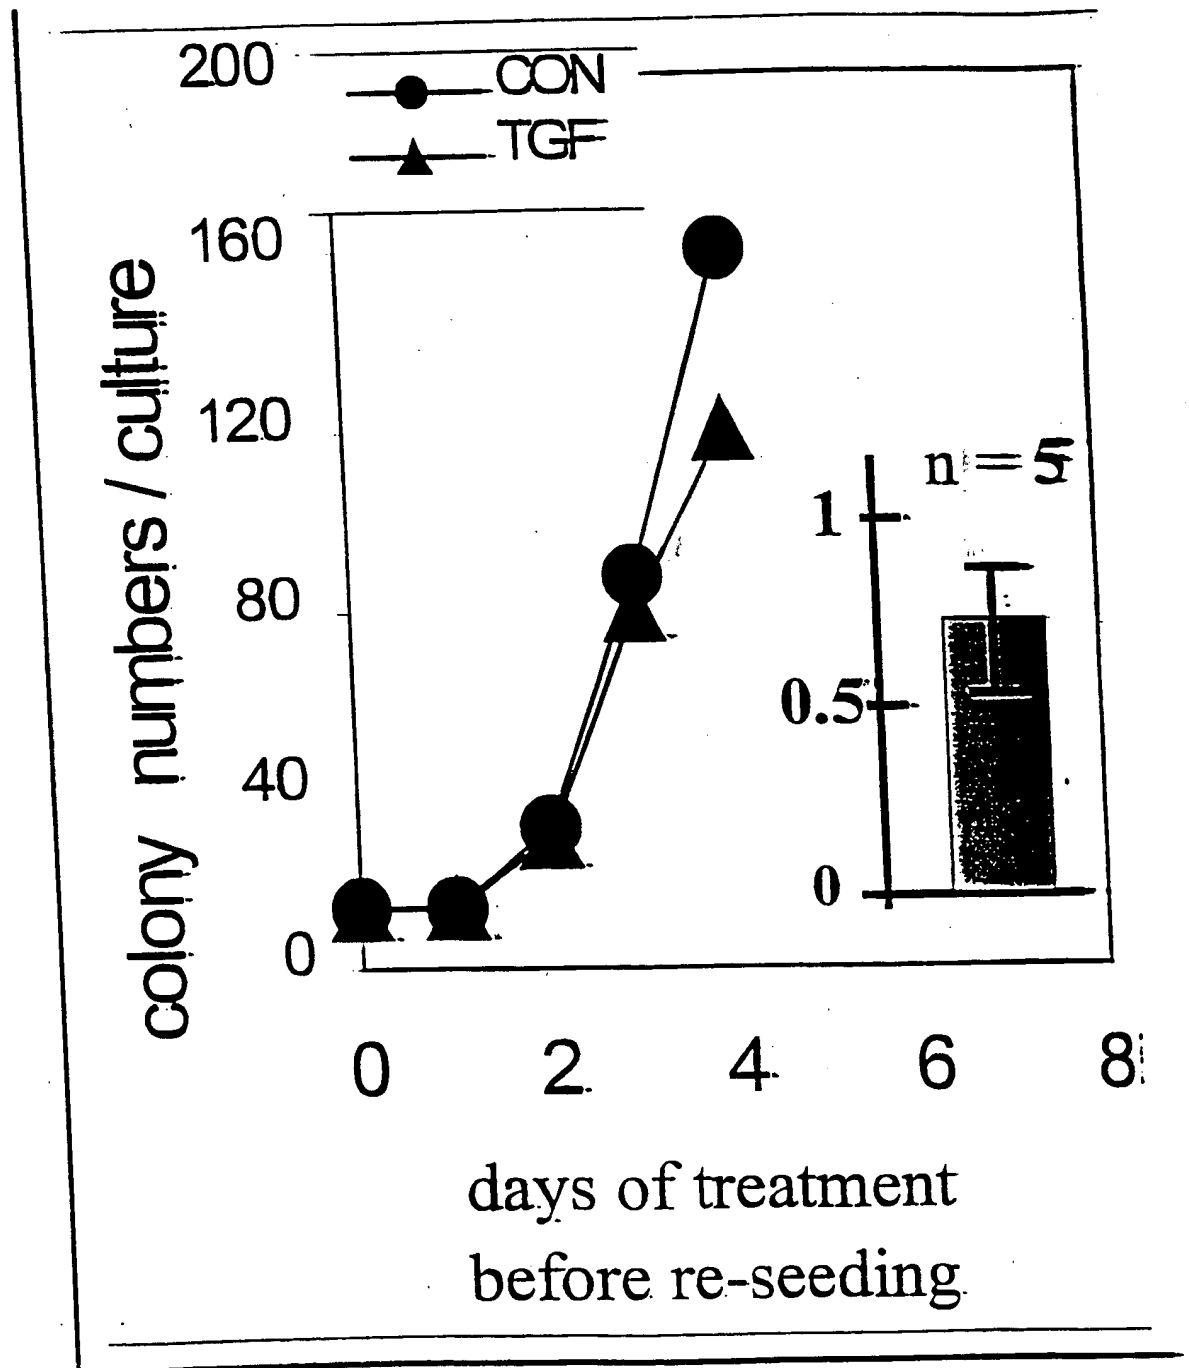 200
CON
TGF
160
120
80
40
0
colony numbers / culture
n = 5
1
0.5
0
0 2 4 6 8
days of treatment
before re-seeding